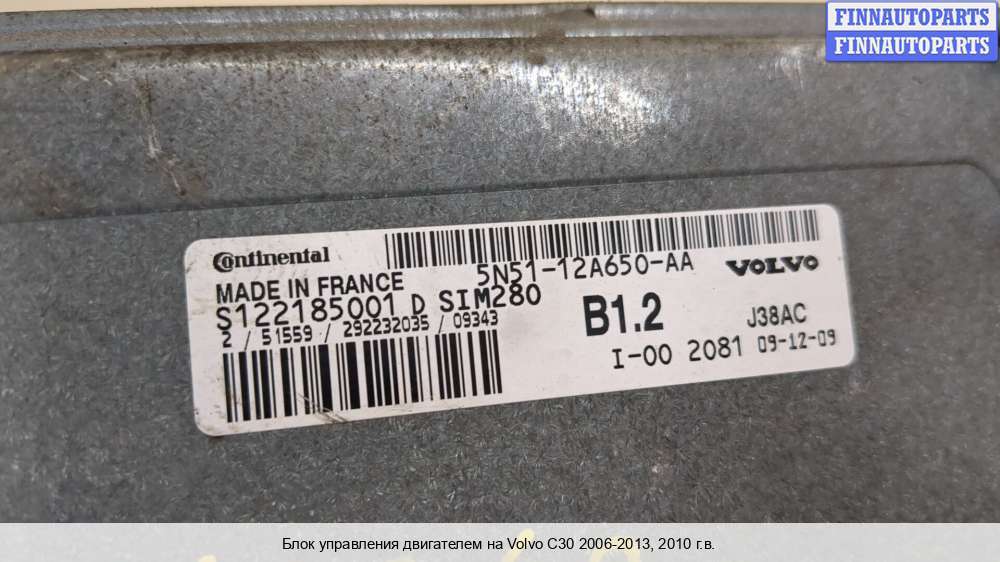 FINNAUTOPARTS
FINNAUTOPARTS
Continental
5N51-12A650-AA
VOLVO
MADE IN FRANCE
S122185001 D SIM280
2 / 51559 / 292232035 / 09343
B1.2
J38AC
I-00 2081 09-12-09
Блок управления двигателем на Volvo C30 2006-2013, 2010 г.в.